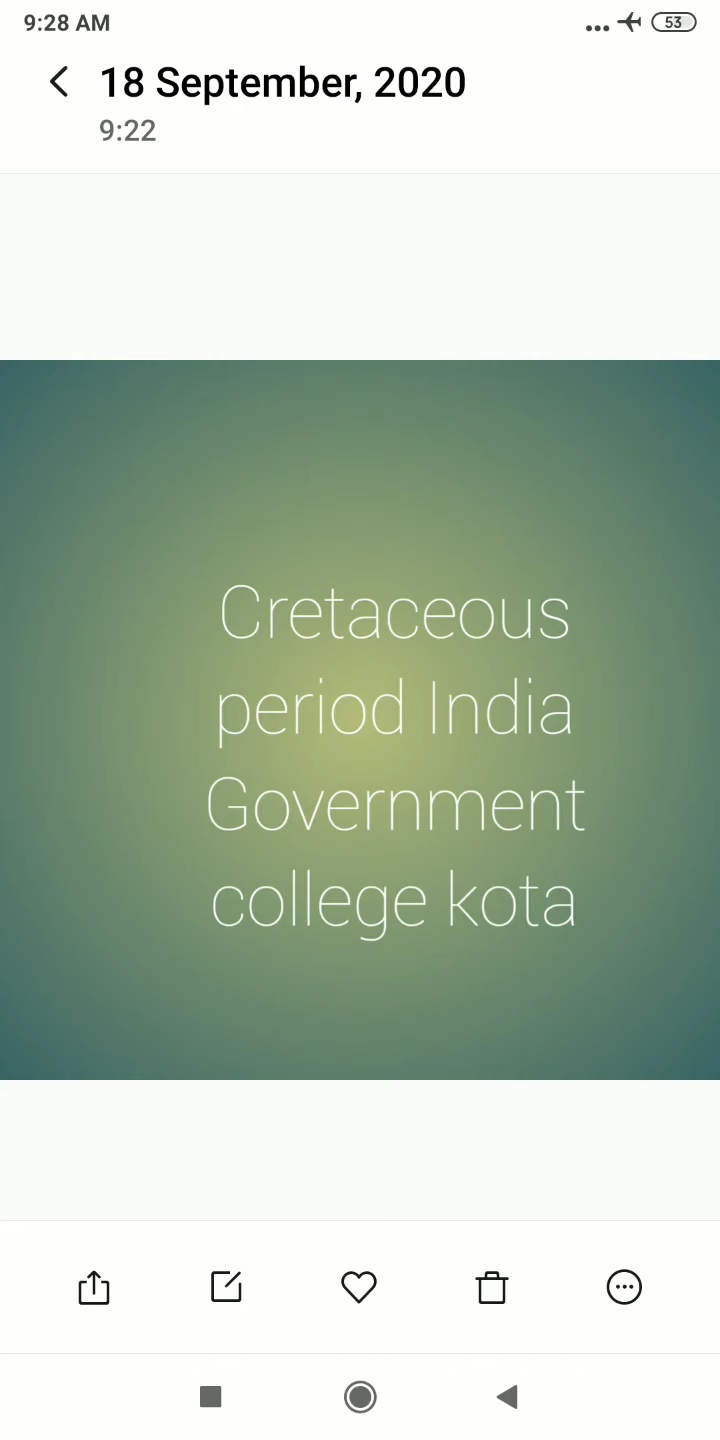 9:28 AM
53
18 September, 2020
9:22
Cretaceous
period India
Government
college kota